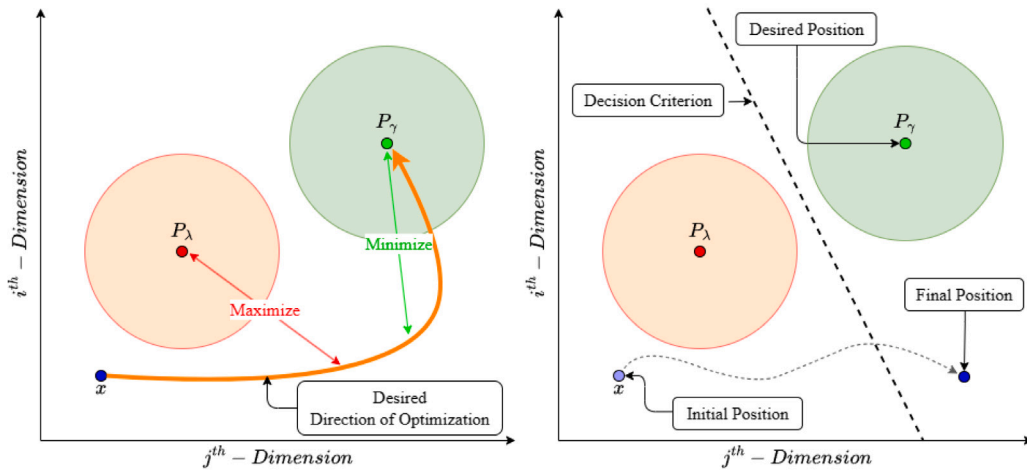 i^{th} - Dimension
P_γ
Minimize
P_λ
Maximize
x
Desired
Direction of Optimization
j^{th} - Dimension
i^{th} - Dimension
Desired Position
Decision Criterion
P_γ
P_λ
Final Position
x
Initial Position
j^{th} - Dimension